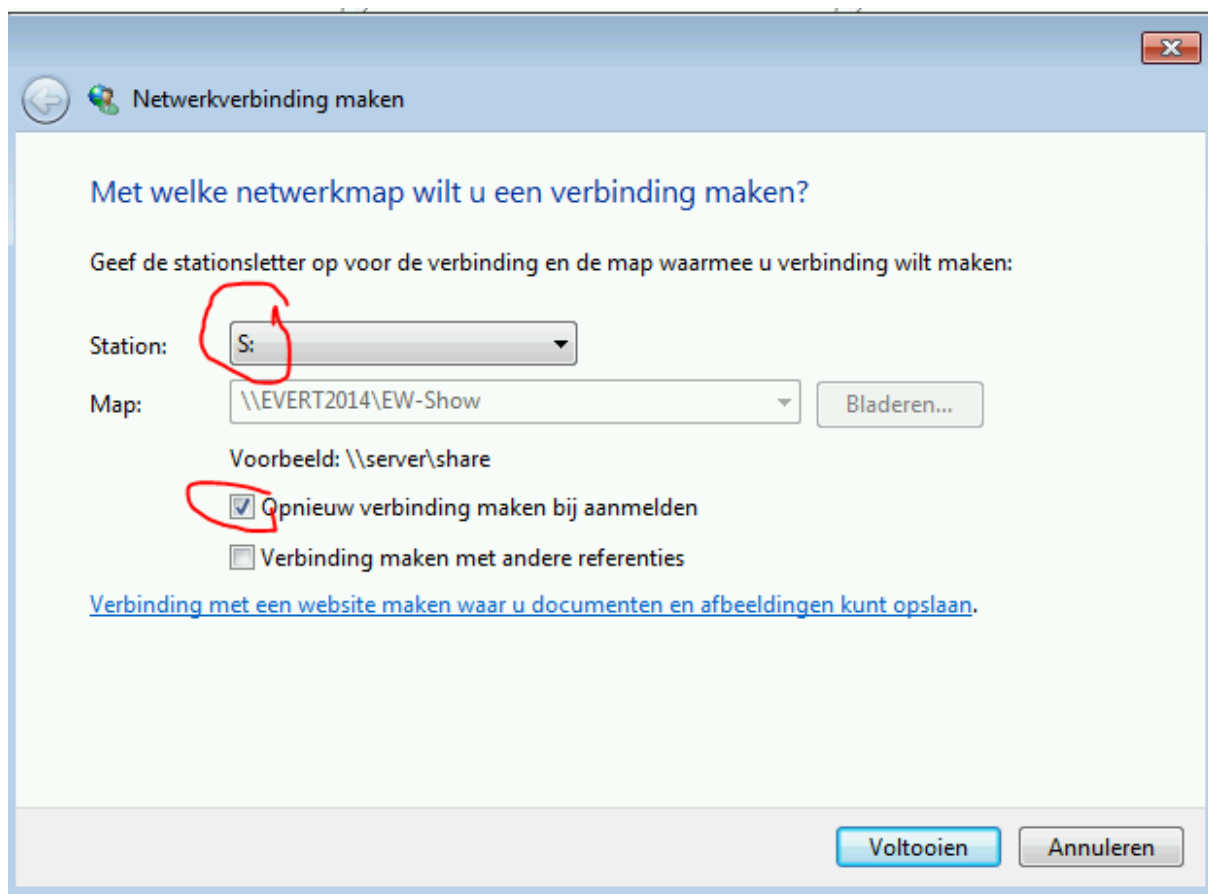 Netwerkverbinding maken
Met welke netwerkmap wilt u een verbinding maken?
Geef de stationsletter op voor de verbinding en de map waarmee u verbinding wilt maken:
Station: S:
Map: \\EVERT2014\EW-Show Bladeren...
Voorbeeld: \\server\share
Opnieuw verbinding maken bij aanmelden
Verbinding maken met andere referenties
Verbinding met een website maken waar u documenten en afbeeldingen kunt opslaan.
Voltooien Annuleren